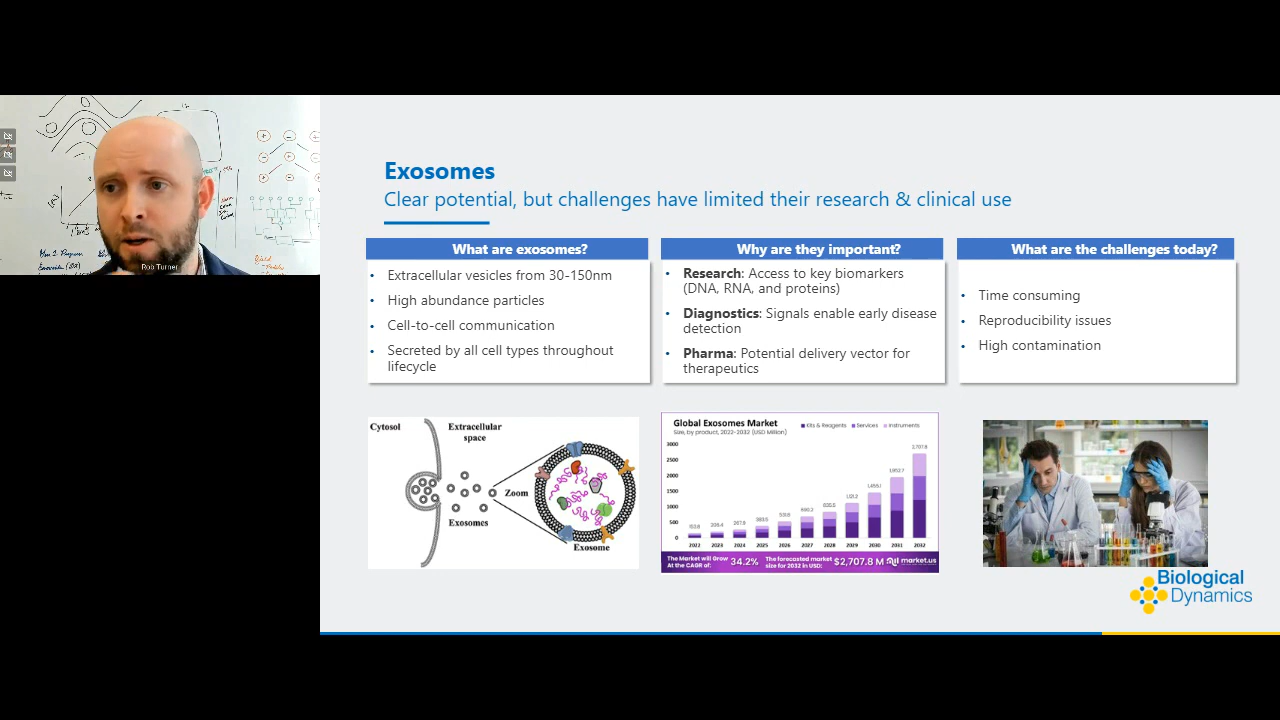 Rob Turner
Exosomes
Clear potential, but challenges have limited their research & clinical use
What are exosomes?
• Extracellular vesicles from 30-150nm
• High abundance particles
• Cell-to-cell communication
• Secreted by all cell types throughout
lifecycle
Why are they important?
• Research: Access to key biomarkers
(DNA, RNA, and proteins)
• Diagnostics: Signals enable early disease
detection
• Pharma: Potential delivery vector for
therapeutics
What are the challenges today?
• Time consuming
• Reproducibility issues
• High contamination
Cytosol
Extracellular
space
Zoom
Exosomes
Exosome
Global Exosomes Market
Size, by product, 2022-2032 (USD Million)
Kits & Reagents Services Instruments
3000
2500
2000
1500
1000
500
0
2,707.8
2022 2023 2024 2025 2026 2027 2028 2029 2030 2031 2032
The Market will Grow
At the CAGR of:
34.2%
The forecasted market
size for 2032 in USD:
$2,707.8 M
market.us
Biological
Dynamics